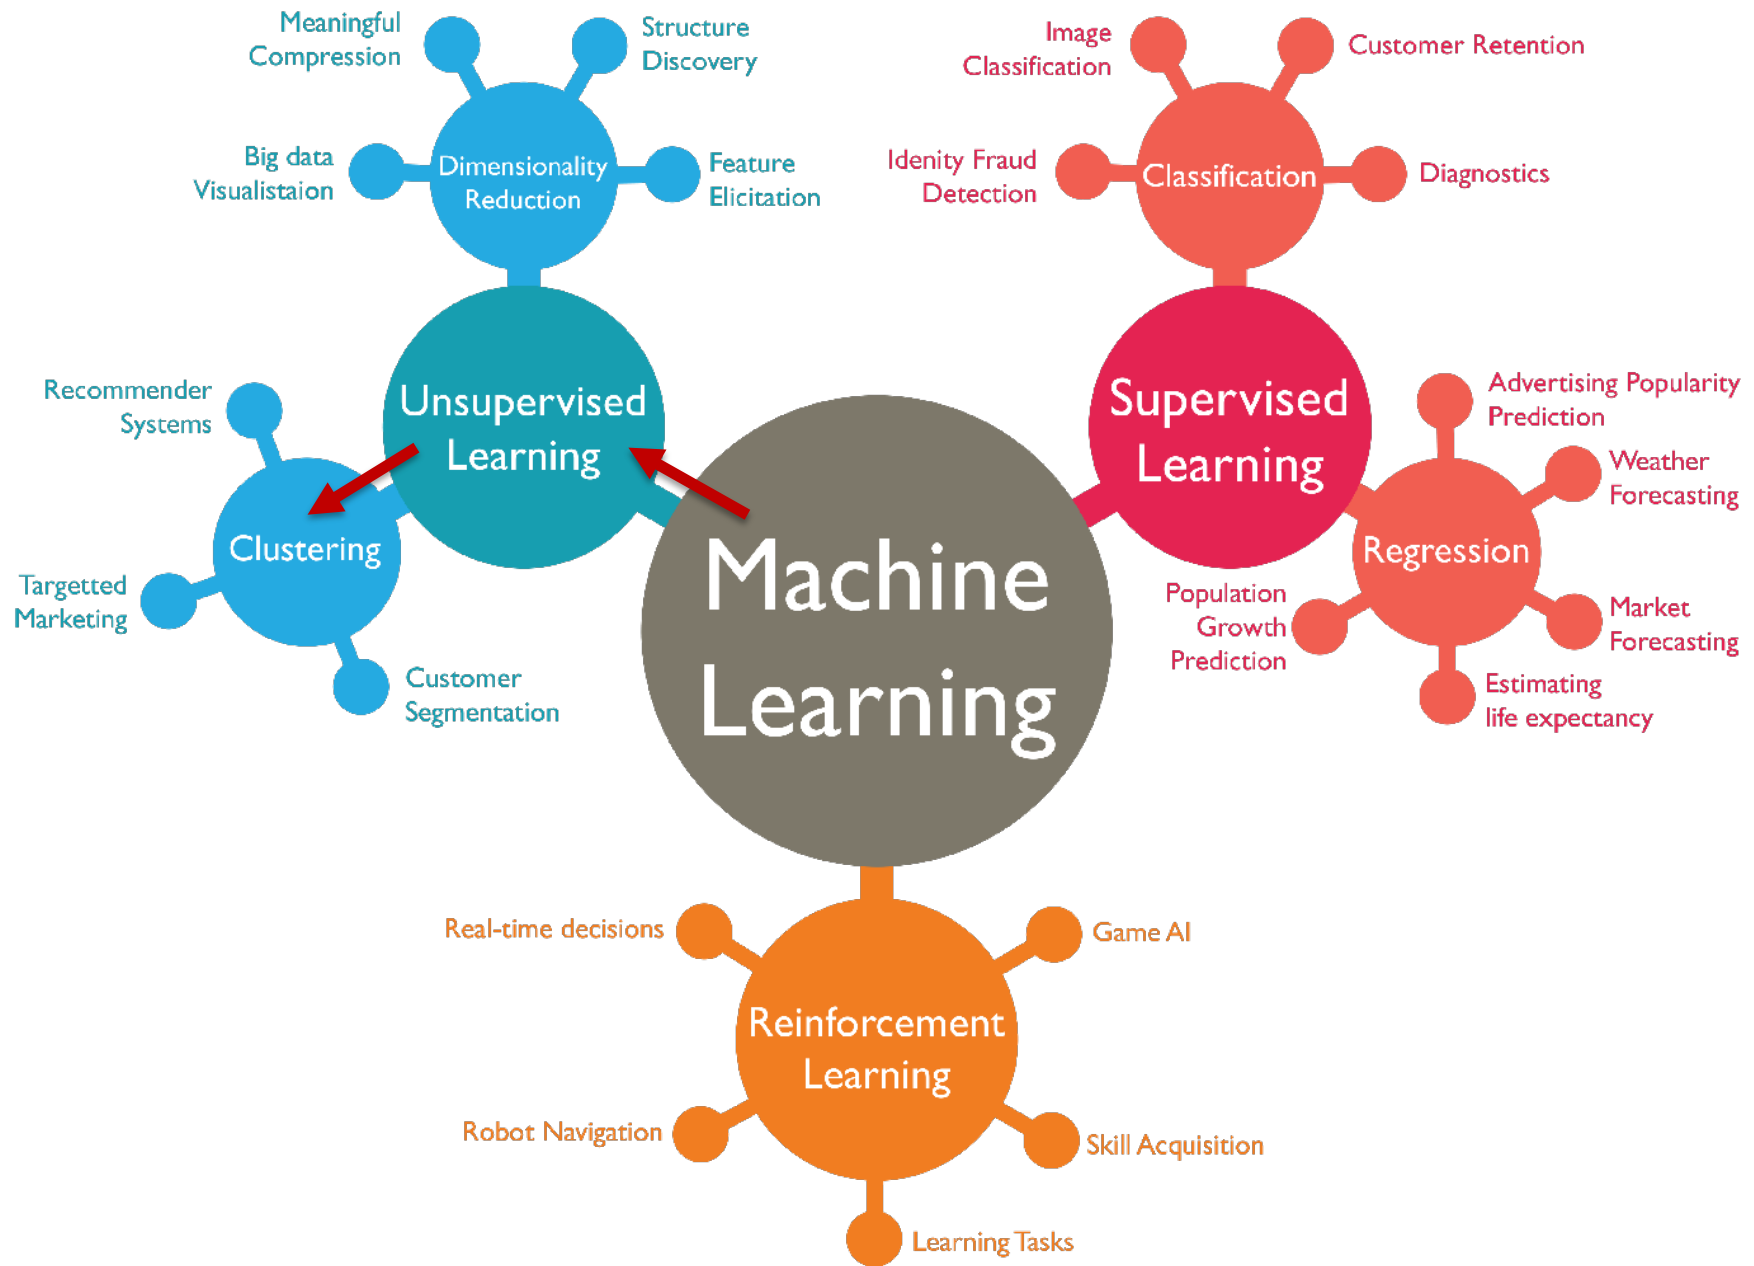 Meaningful
Compression
Structure
Discovery
Big data
Visualistaion
Dimensionality
Reduction
Feature
Elicitation
Image
Classification
Customer Retention
Idenity Fraud
Detection
Classification
Diagnostics
Recommender
Systems
Unsupervised
Learning
Clustering
Targetted
Marketing
Customer
Segmentation
Supervised
Learning
Advertising Popularity
Prediction
Weather
Forecasting
Regression
Population
Growth
Prediction
Market
Forecasting
Estimating
life expectancy
Machine
Learning
Real-time decisions
Game AI
Reinforcement
Learning
Robot Navigation
Skill Acquisition
Learning Tasks